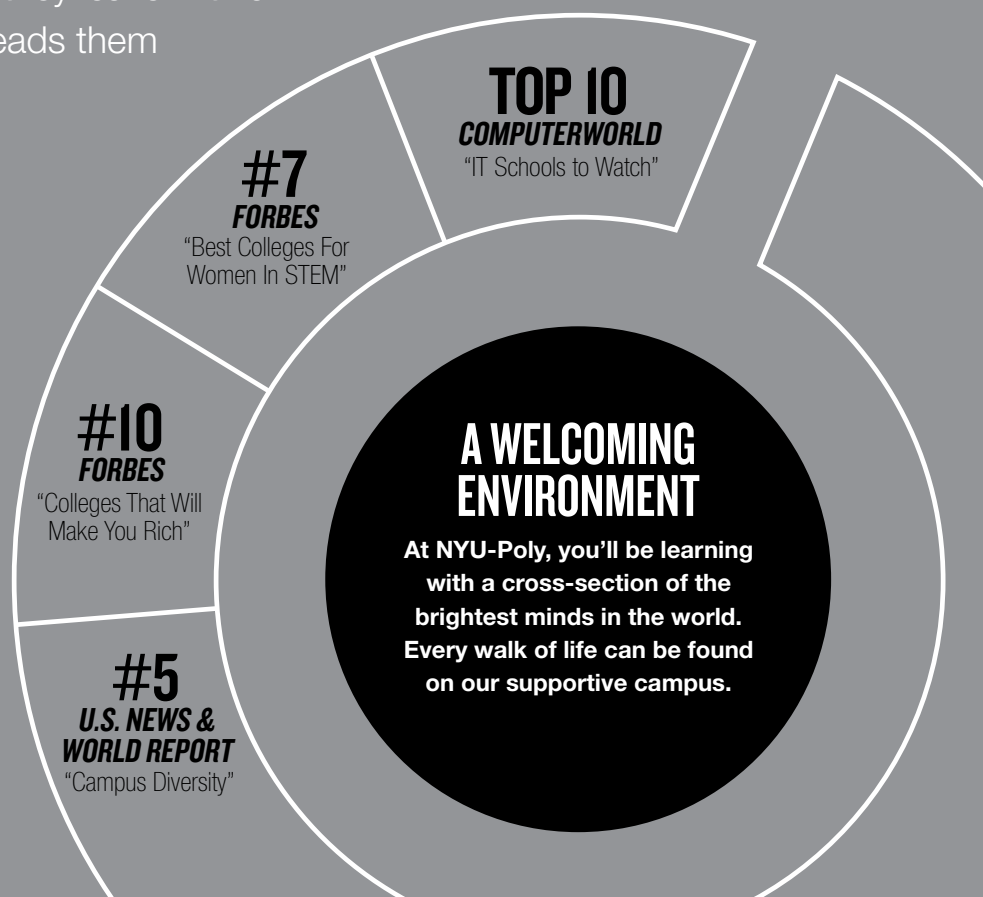 eads them
TOP 10
COMPUTERWORLD
“IT Schools to Watch”
#7
FORBES
“Best Colleges For
Women In STEM”
#10
FORBES
“Colleges That Will
Make You Rich”
#5
U.S. NEWS &
WORLD REPORT
“Campus Diversity”
A WELCOMING
ENVIRONMENT
At NYU-Poly, you’ll be learning
with a cross-section of the
brightest minds in the world.
Every walk of life can be found
on our supportive campus.